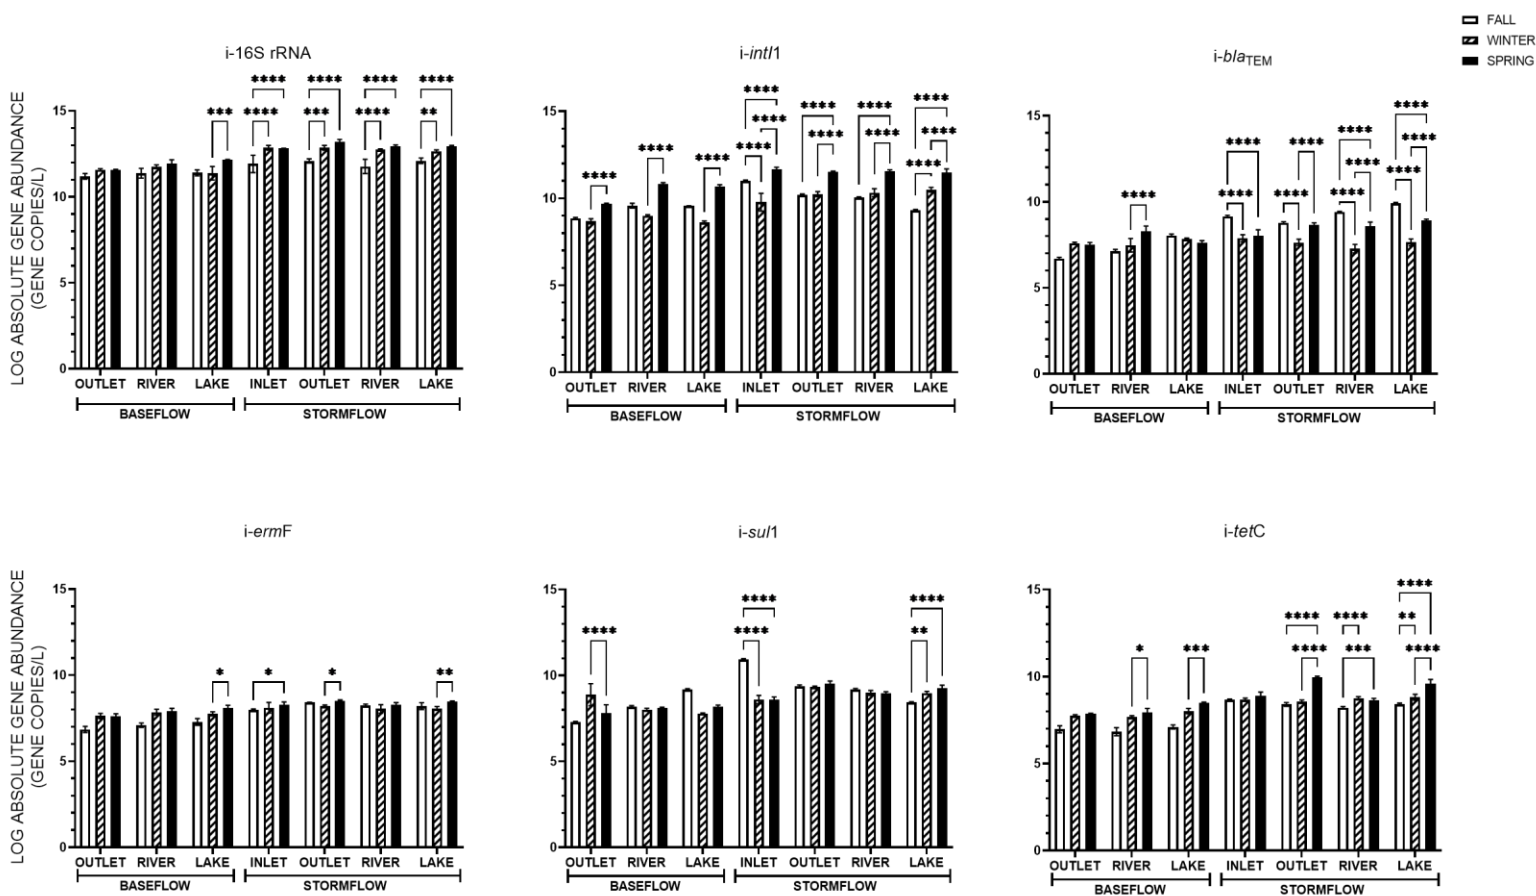 FALL
WINTER
SPRING
i-16S rRNA
i-intI1
i-blaTEM
LOG ABSOLUTE GENE ABUNDANCE
(GENE COPIES/L)
**** **** **** ****
**** *** **** ** ***
15
10
5
0
OUTLET RIVER LAKE INLET OUTLET RIVER LAKE
BASEFLOW STORMFLOW
**** **** **** ****
**** **** **** ****
**** **** **** **** ****
15
10
5
0
OUTLET RIVER LAKE INLET OUTLET RIVER LAKE
BASEFLOW STORMFLOW
****
**** **** **** ****
**** **** **** **** ****
****
15
10
5
0
OUTLET RIVER LAKE INLET OUTLET RIVER LAKE
BASEFLOW STORMFLOW
i-ermF
i-sul1
i-tetC
LOG ABSOLUTE GENE ABUNDANCE
(GENE COPIES/L)
* * * **
15
10
5
0
OUTLET RIVER LAKE INLET OUTLET RIVER LAKE
BASEFLOW STORMFLOW
**** ****
**** **** **
15
10
5
0
OUTLET RIVER LAKE INLET OUTLET RIVER LAKE
BASEFLOW STORMFLOW
****
**** **** **
* *** **** *** ****
15
10
5
0
OUTLET RIVER LAKE INLET OUTLET RIVER LAKE
BASEFLOW STORMFLOW